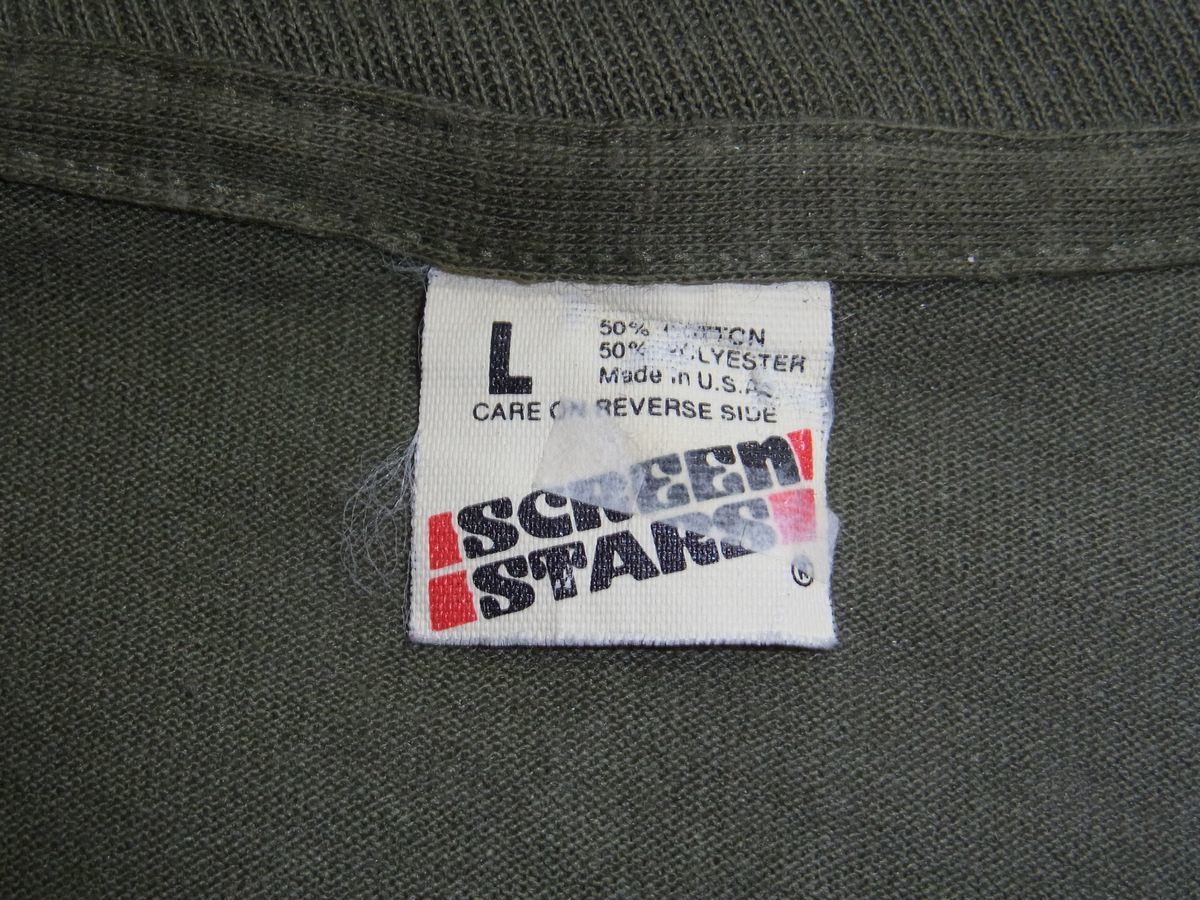 L
50% COTTON
50% POLYESTER
Made in U.S.A.
CARE ON REVERSE SIDE
SCREEN
STARS
®